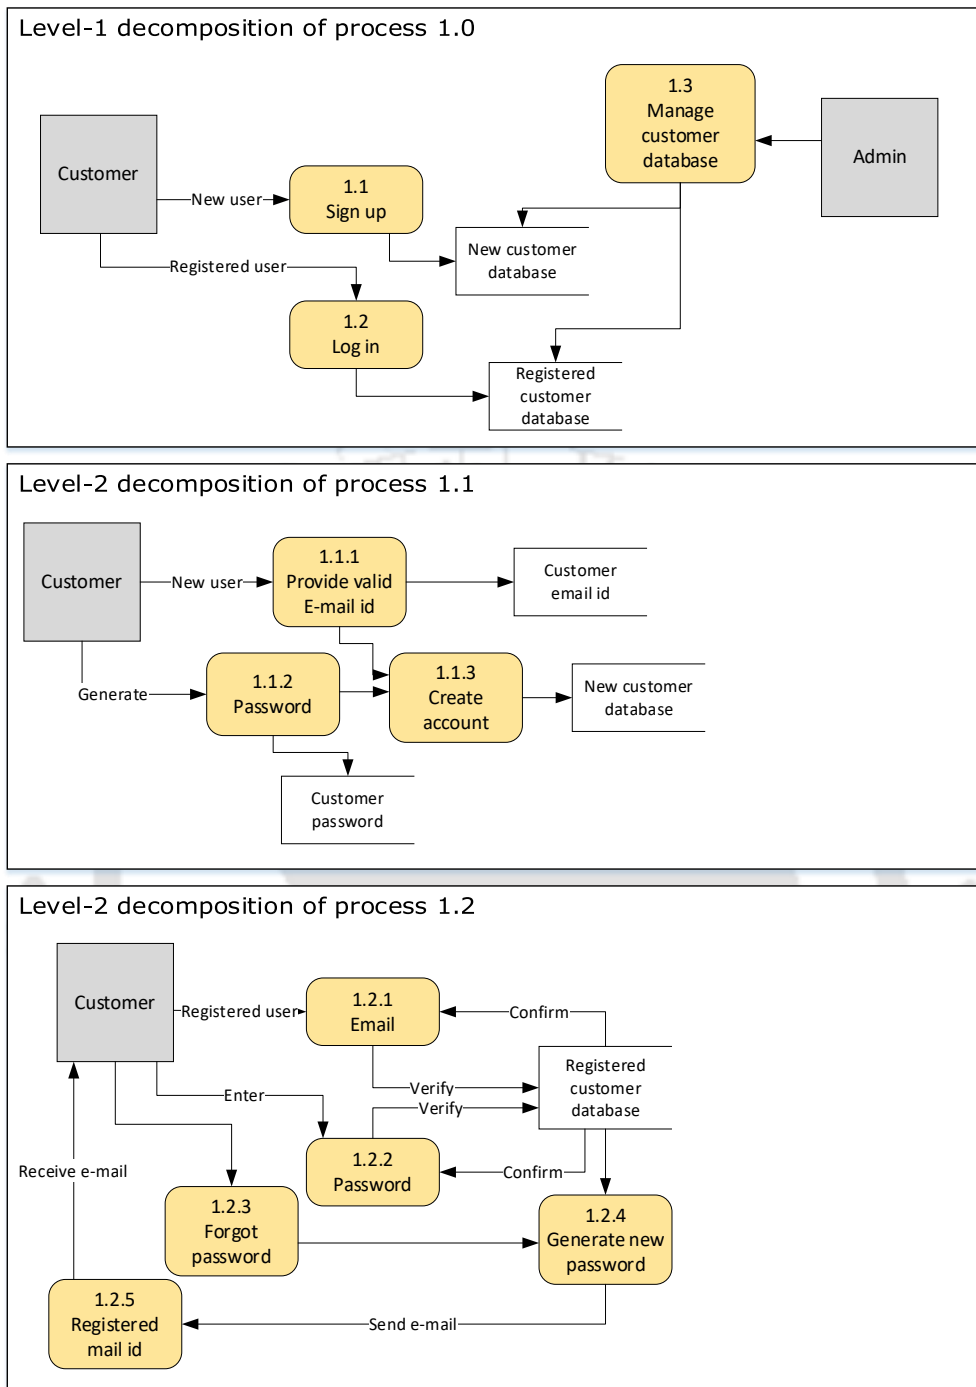 Level-1 decomposition of process 1.0
1.3
Manage
customer
database
Admin
Customer
New user
1.1
Sign up
New customer
database
Registered user
1.2
Log in
Registered
customer
database
Level-2 decomposition of process 1.1
Customer
New user
1.1.1
Provide valid
E-mail id
Customer
email id
Generate
1.1.2
Password
1.1.3
Create
account
New customer
database
Customer
password
Level-2 decomposition of process 1.2
Customer
Registered user
1.2.1
Email
Confirm
Registered
customer
database
Verify
Enter
Verify
1.2.2
Password
Confirm
Receive e-mail
1.2.3
Forgot
password
1.2.4
Generate new
password
1.2.5
Registered
mail id
Send e-mail